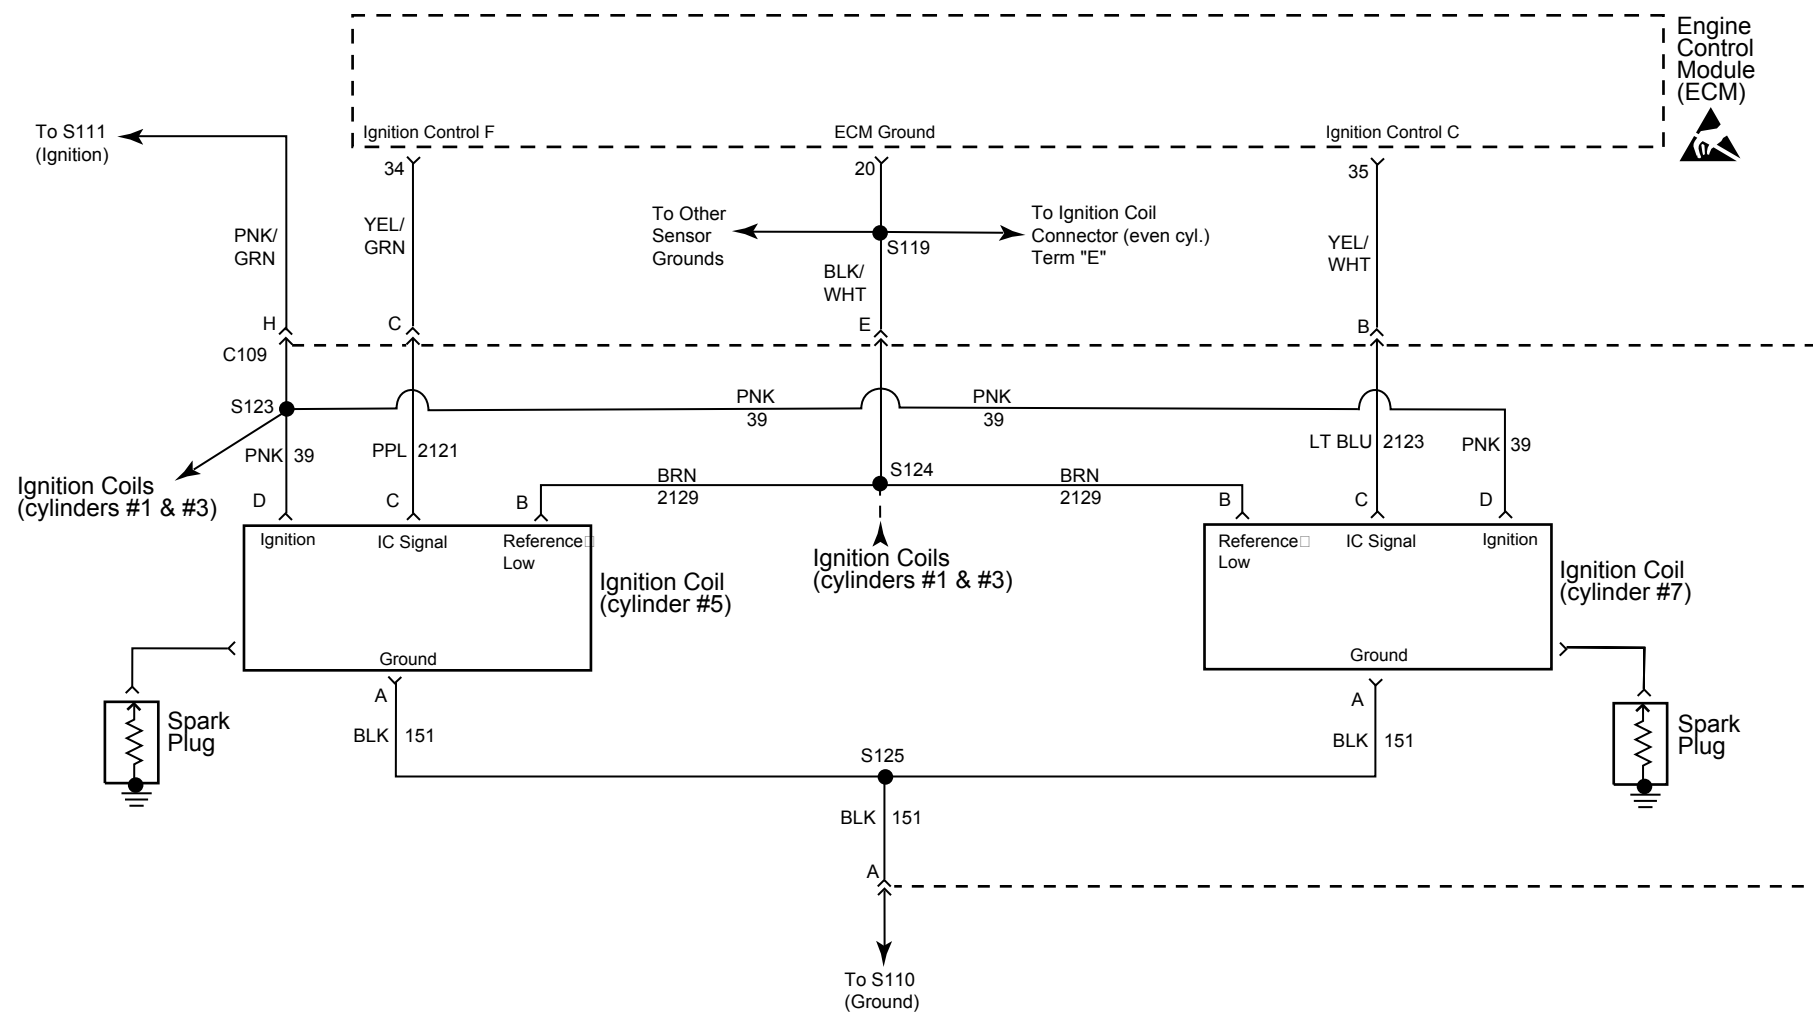 Engine
Control
Module
(ECM)
To S111
(Ignition)
Ignition Control F
ECM Ground
Ignition Control C
34
20
35
PNK/
GRN
YEL/
GRN
To Other
Sensor
Grounds
S119
To Ignition Coil
Connector (even cyl.)
Term "E"
BLK/
WHT
YEL/
WHT
H
C
E
B
C109
S123
PNK
39
PNK
39
PNK 39
PPL 2121
LT BLU 2123
PNK 39
Ignition Coils
(cylinders #1 & #3)
BRN
2129
S124
BRN
2129
D
C
B
B
C
D
Ignition
IC Signal
Reference
Low
Ignition Coils
(cylinders #1 & #3)
Reference
Low
IC Signal
Ignition
Ignition Coil
(cylinder #5)
Ignition Coil
(cylinder #7)
Ground
Ground
A
A
Spark
Plug
BLK 151
S125
BLK 151
Spark
Plug
BLK 151
A
To S110
(Ground)